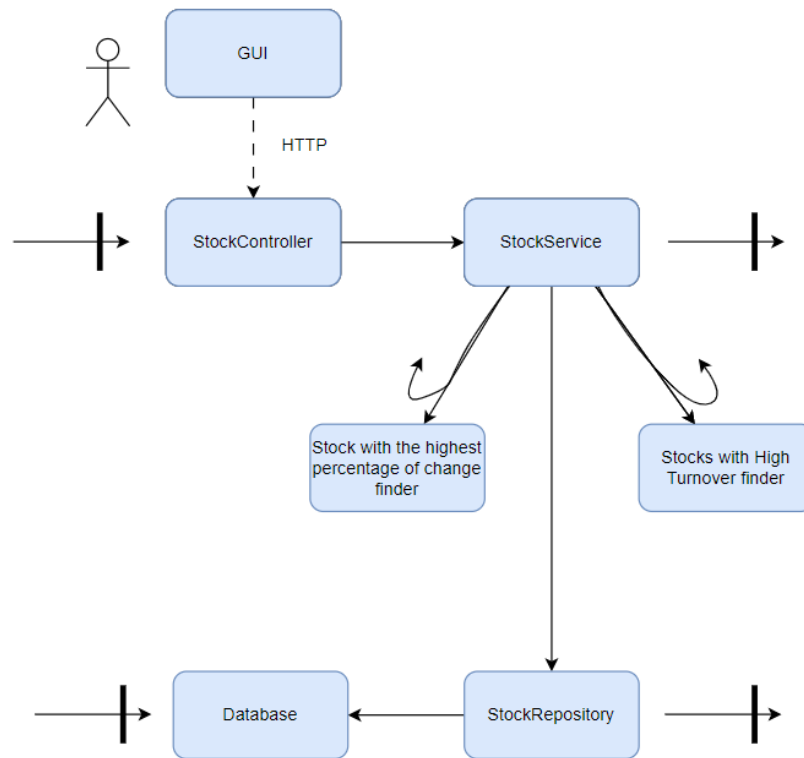 GUI
HTTP
StockController
StockService
Stock with the highest
percentage of change
finder
Stocks with High
Turnover finder
Database
StockRepository